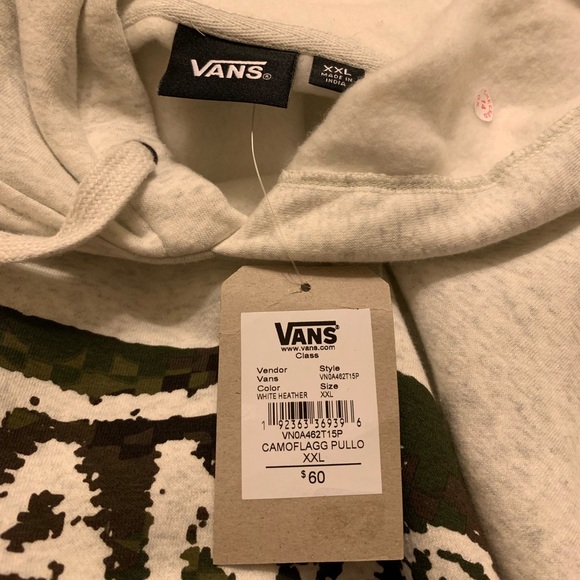 VANS®
XXL
MADE IN
INDIA
VANS
www.vans.com
Class
Vendor Style
Vans VN0A462T15P
Color Size
WHITE HEATHER XXL
1 92363 36939 6
VN0A462T15P
CAMOFLAGG PULLO
XXL
$60